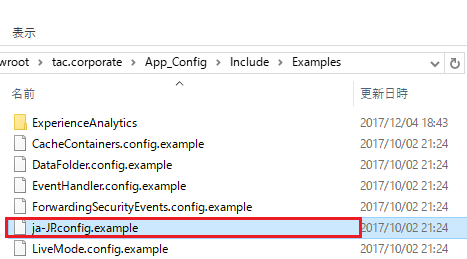 表示
wroot › tac.corporate › App_Config › Include › Examples
名前 更新日時
ExperienceAnalytics 2017/12/04 18:43
CacheContainers.config.example 2017/10/02 21:24
DataFolder.config.example 2017/10/02 21:24
EventHandler.config.example 2017/10/02 21:24
ForwardingSecurityEvents.config.example 2017/10/02 21:24
ja-JP.config.example 2017/10/02 21:24
LiveMode.config.example 2017/10/02 21:24